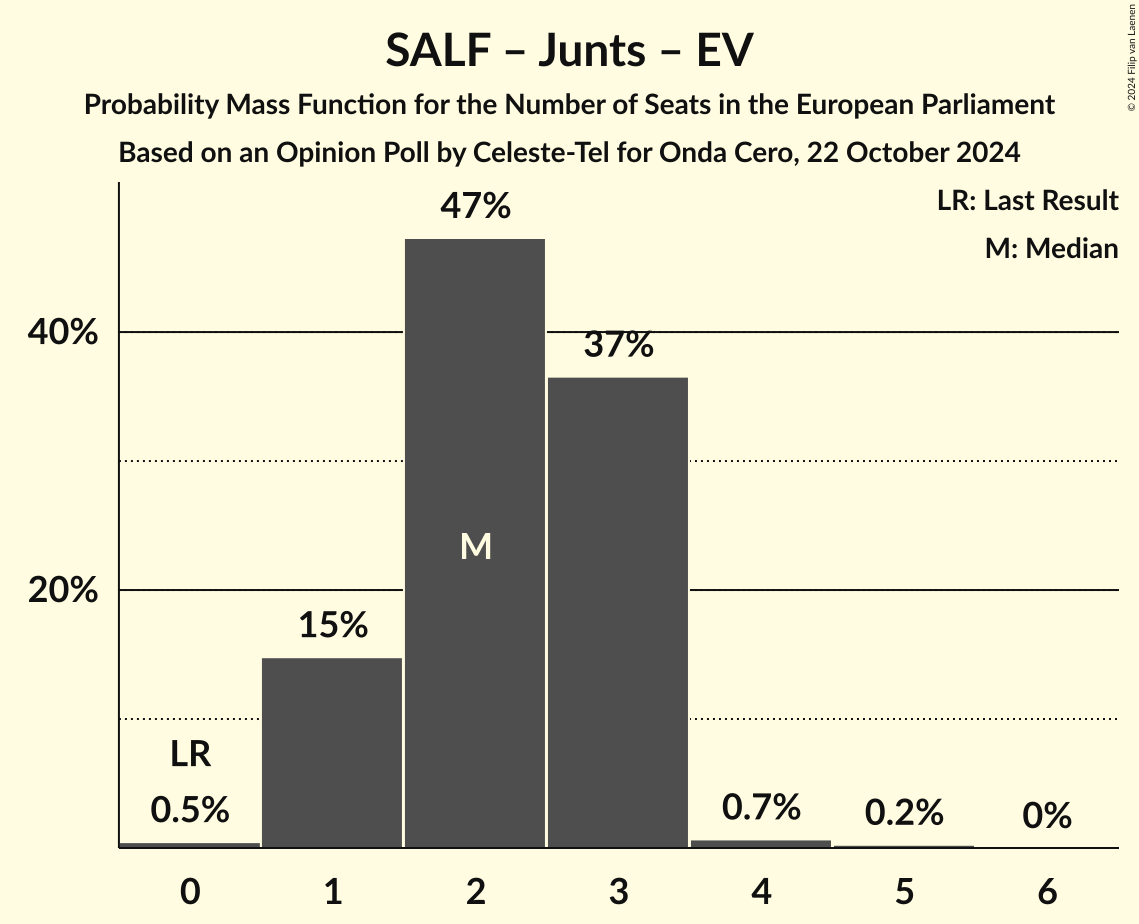 SALF – Junts – EV
Probability Mass Function for the Number of Seats in the European Parliament
Based on an Opinion Poll by Celeste-Tel for Onda Cero, 22 October 2024
© 2024 Filip van Laenen
LR: Last Result
M: Median
47%
40%
37%
M
20%
15%
LR
0.5%
0.7%
0.2%
0%
0 1 2 3 4 5 6